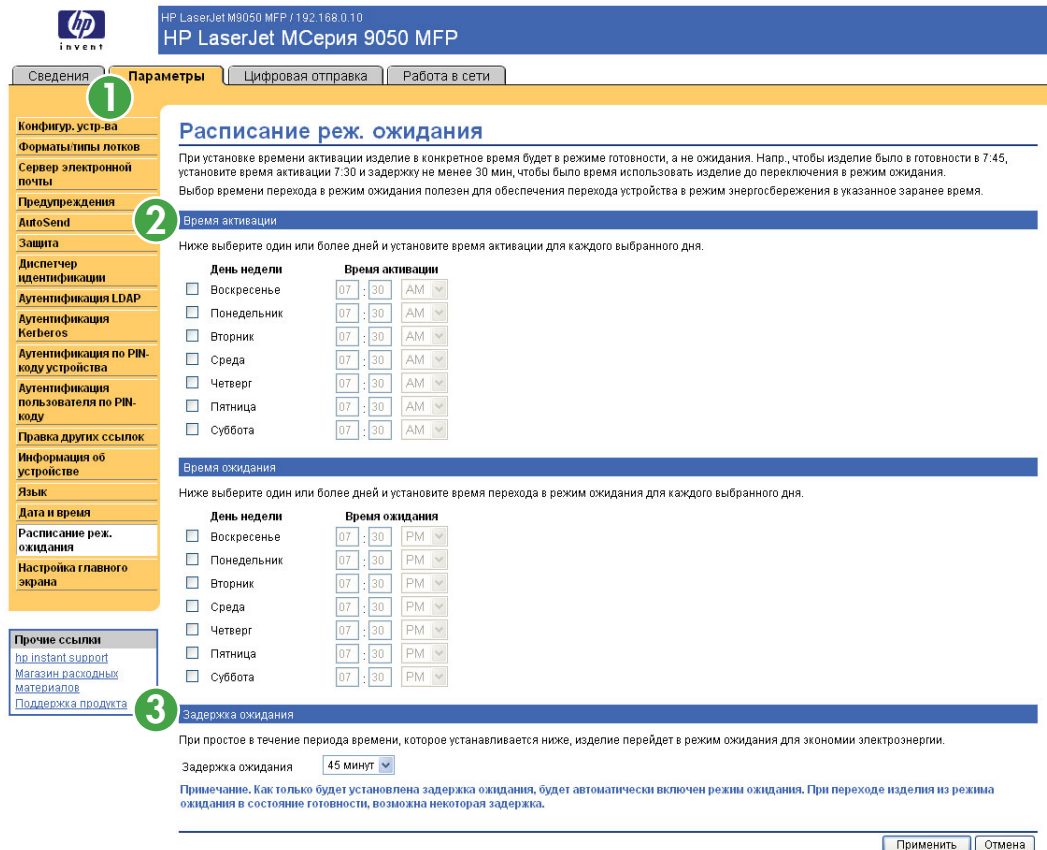 hp
invent
HP LaserJet M9050 MFP / 192.168.0.10
HP LaserJet MСерия 9050 MFP
Сведения
Параметры
Цифровая отправка
Работа в сети
1
Конфигур. устр-ва
Форматы/типы лотков
Сервер электронной
почты
Предупреждения
AutoSend
Защита
Диспетчер
идентификации
Аутентификация LDAP
Аутентификация
Kerberos
Аутентификация по PIN-
коду устройства
Аутентификация
пользователя по PIN-
коду
Правка других ссылок
Информация об
устройстве
Язык
Дата и время
Расписание реж.
ожидания
Настройка главного
экрана
Прочие ссылки
hp instant support
Магазин расходных
материалов
Поддержка продукта
Расписание реж. ожидания
При установке времени активации изделие в конкретное время будет в режиме готовности, а не ожидания. Напр., чтобы изделие было в готовности в 7:45,
установите время активации 7:30 и задержку не менее 30 мин, чтобы было время использовать изделие до переключения в режим ожидания.
Выбор времени перехода в режим ожидания полезен для обеспечения перехода устройства в режим энергосбережения в указанное заранее время.
2
Время активации
Ниже выберите один или более дней и установите время активации для каждого выбранного дня.
День недели Время активации
Воскресенье 07 : 30 AM
Понедельник 07 : 30 AM
Вторник 07 : 30 AM
Среда 07 : 30 AM
Четверг 07 : 30 AM
Пятница 07 : 30 AM
Суббота 07 : 30 AM
Время ожидания
Ниже выберите один или более дней и установите время перехода в режим ожидания для каждого выбранного дня.
День недели Время ожидания
Воскресенье 07 : 30 PM
Понедельник 07 : 30 PM
Вторник 07 : 30 PM
Среда 07 : 30 PM
Четверг 07 : 30 PM
Пятница 07 : 30 PM
Суббота 07 : 30 PM
3
Задержка ожидания
При простое в течение периода времени, которое устанавливается ниже, изделие перейдет в режим ожидания для экономии электроэнергии.
Задержка ожидания 45 минут
Примечание. Как только будет установлена задержка ожидания, будет автоматически включен режим ожидания. При переходе изделия из режима
ожидания в состояние готовности, возможна некоторая задержка.
Применить Отмена